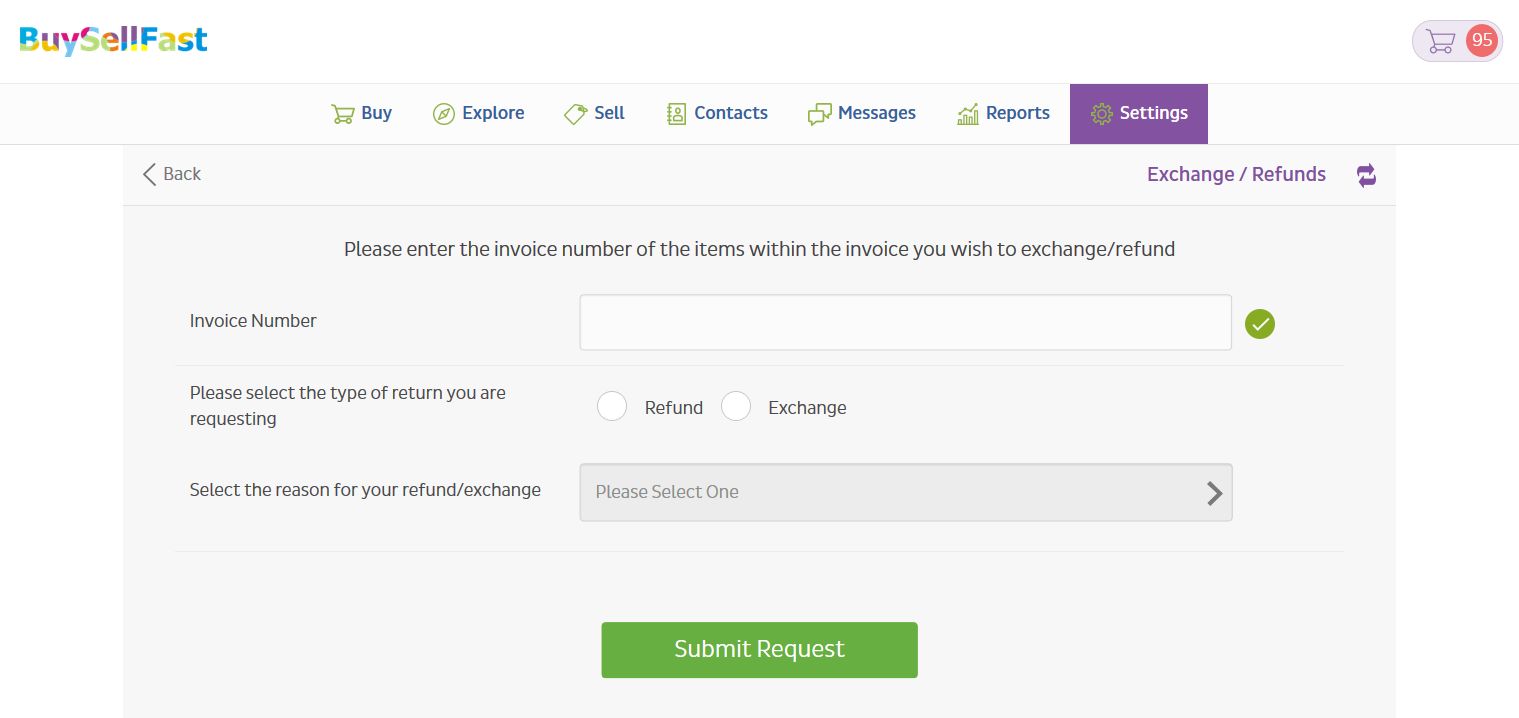 BuySellFast
95
Buy
Explore
Sell
Contacts
Messages
Reports
Settings
Back
Exchange / Refunds
Please enter the invoice number of the items within the invoice you wish to exchange/refund
Invoice Number
Please select the type of return you are
requesting
Refund
Exchange
Select the reason for your refund/exchange
Please Select One
Submit Request